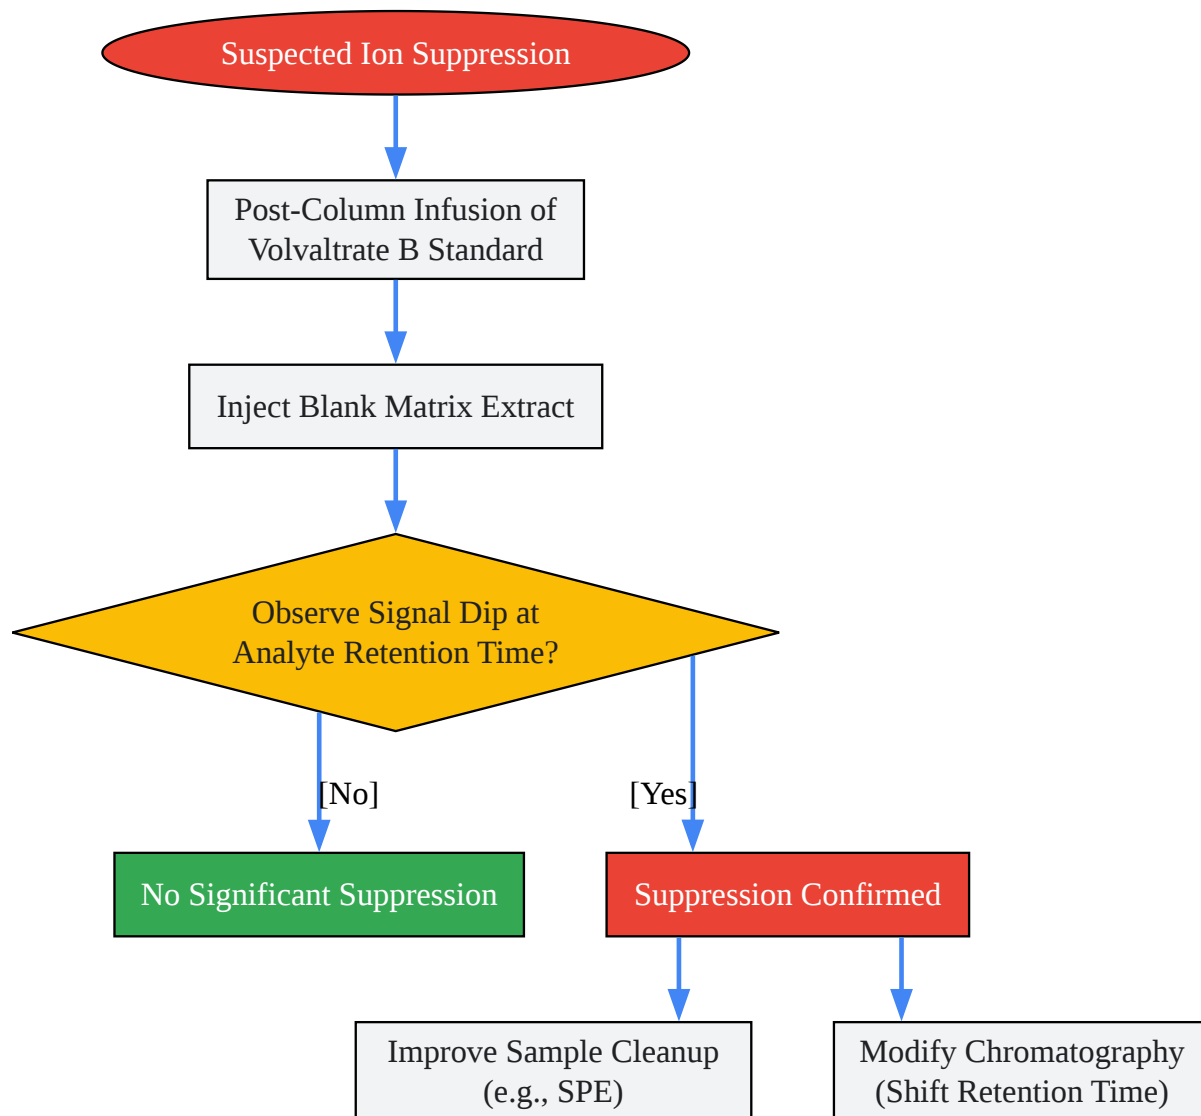 Suspected Ion Suppression
Post-Column Infusion of
Volvaltrate B Standard
Inject Blank Matrix Extract
Observe Signal Dip at
Analyte Retention Time?
[No]
[Yes]
No Significant Suppression
Suppression Confirmed
Improve Sample Cleanup
(e.g., SPE)
Modify Chromatography
(Shift Retention Time)